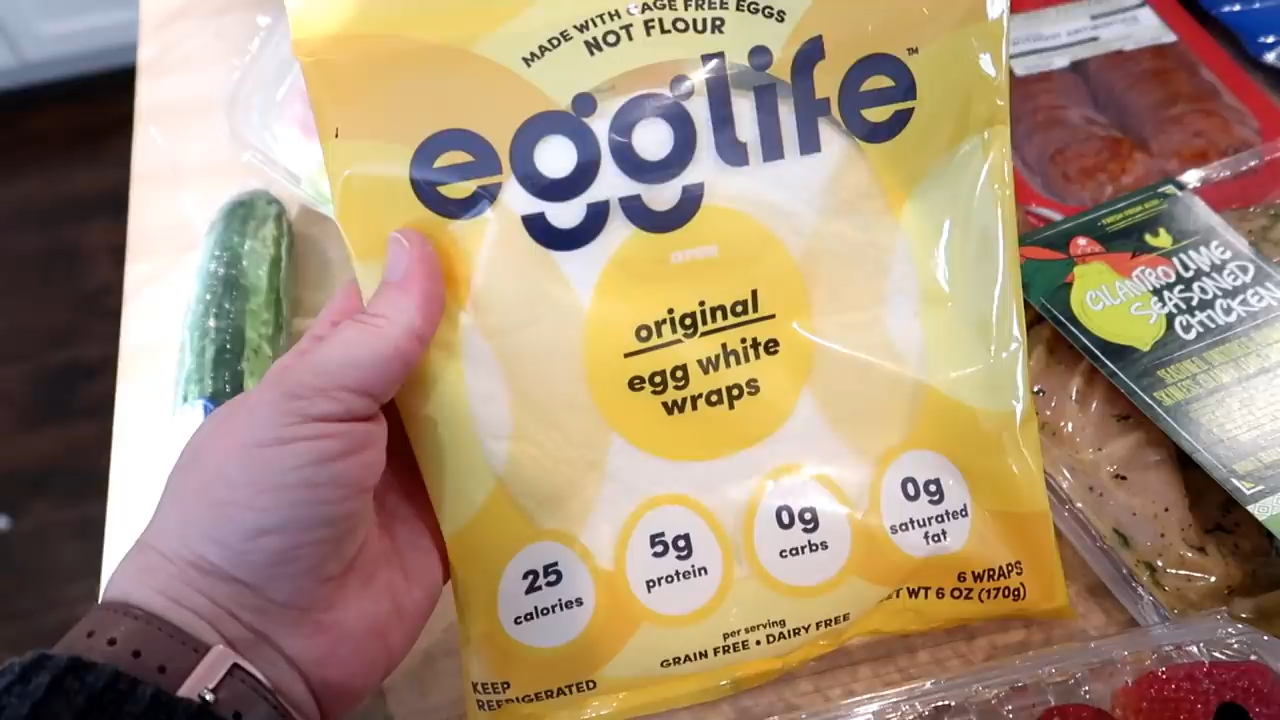 MADE WITH CAGE FREE EGGS
NOT FLOUR
egglife™
original
egg white
wraps
25
calories
5g
protein
0g
carbs
0g
saturated
fat
per serving
GRAIN FREE • DAIRY FREE
6 WRAPS
NET WT 6 OZ (170g)
KEEP
REFRIGERATED
CILANTRO LIME
SEASONED
CHICKEN